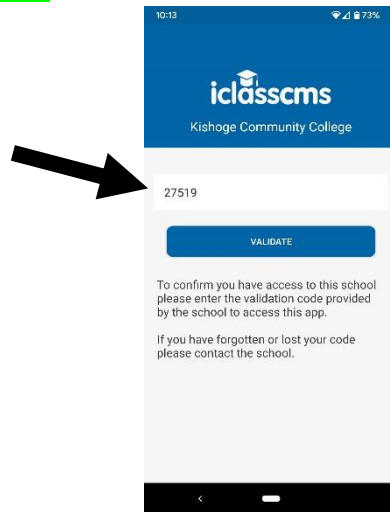 10:13 73%
iclasscms
Kishoge Community College
27519
VALIDATE
To confirm you have access to this school
please enter the validation code provided
by the school to access this app.
If you have forgotten or lost your code
please contact the school.